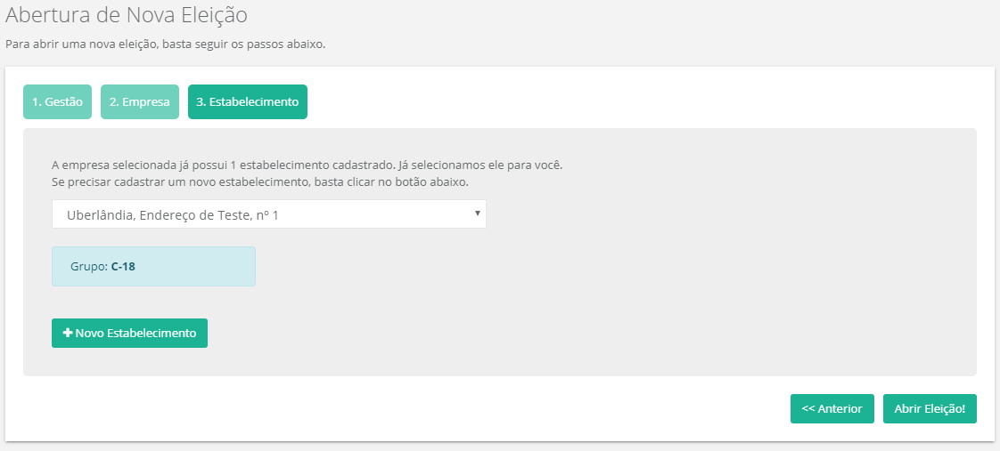 Abertura de Nova Eleição
Para abrir uma nova eleição, basta seguir os passos abaixo.
1. Gestão 2. Empresa 3. Estabelecimento
A empresa selecionada já possui 1 estabelecimento cadastrado. Já selecionamos ele para você.
Se precisar cadastrar um novo estabelecimento, basta clicar no botão abaixo.
Uberlândia, Endereço de Teste, nº 1
Grupo: C-18
Novo Estabelecimento
<< Anterior Abrir Eleição!